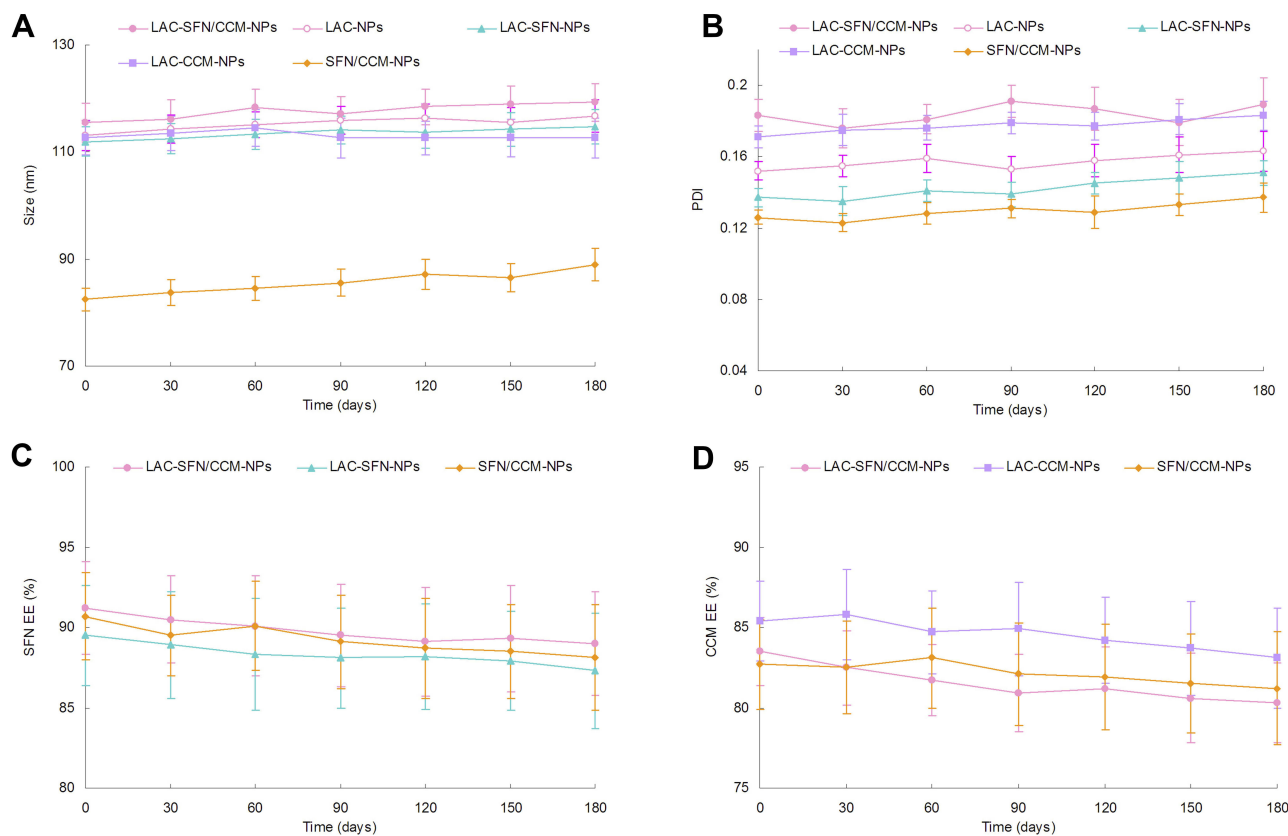 A
LAC-SFN/CCM-NPs LAC-NPs LAC-SFN-NPs
LAC-CCM-NPs SFN/CCM-NPs
130
110
90
70
Size (nm)
0 30 60 90 120 150 180
Time (days)
B
LAC-SFN/CCM-NPs LAC-NPs LAC-SFN-NPs
LAC-CCM-NPs SFN/CCM-NPs
0.2
0.16
0.12
0.08
0.04
PDI
0 30 60 90 120 150 180
Time (days)
C
LAC-SFN/CCM-NPs LAC-SFN-NPs SFN/CCM-NPs
100
95
90
85
80
SFN EE (%)
0 30 60 90 120 150 180
Time (days)
D
LAC-SFN/CCM-NPs LAC-CCM-NPs SFN/CCM-NPs
95
90
85
80
75
CCM EE (%)
0 30 60 90 120 150 180
Time (days)